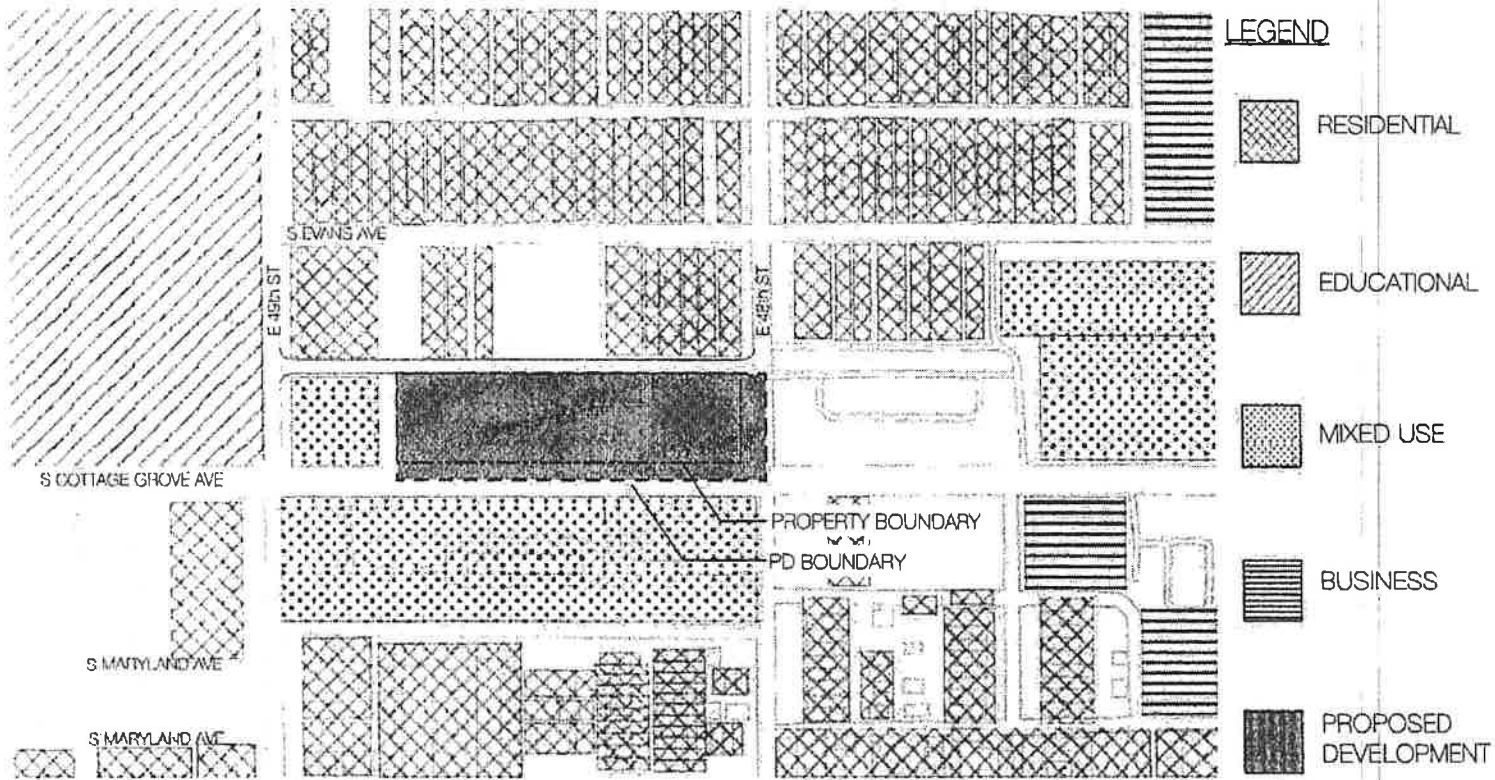 LEGEND
RESIDENTIAL
EDUCATIONAL
MIXED USE
BUSINESS
PROPOSED
DEVELOPMENT
S EVANS AVE
E 49th ST
E 48th ST
S COTTAGE GROVE AVE
PROPERTY BOUNDARY
PD BOUNDARY
S MARYLAND AVE
S MARYLAND AVE